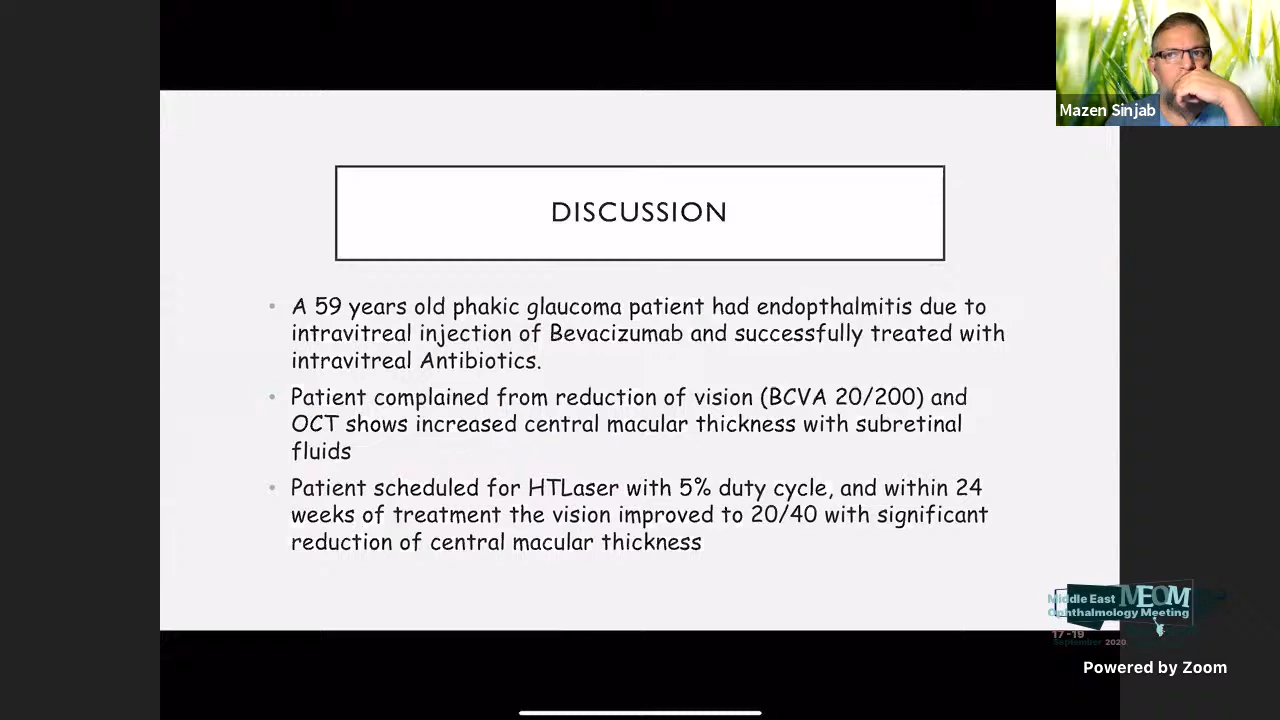 Mazen Sinjab
DISCUSSION
• A 59 years old phakic glaucoma patient had endopthalmitis due to
intravitreal injection of Bevacizumab and successfully treated with
intravitreal Antibiotics.
• Patient complained from reduction of vision (BCVA 20/200) and
OCT shows increased central macular thickness with subretinal
fluids
• Patient scheduled for HTLaser with 5% duty cycle, and within 24
weeks of treatment the vision improved to 20/40 with significant
reduction of central macular thickness
Middle East MEOM
Ophthalmology Meeting
17-19
September 2020
Powered by Zoom